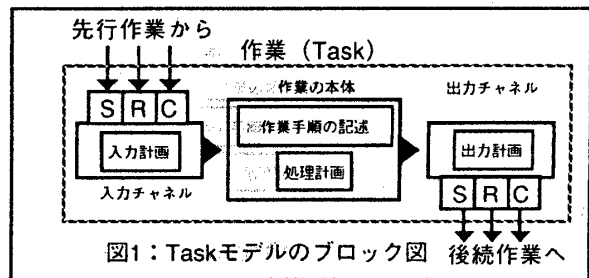 先行作業から
作業（Task）
S R C
入力計画
入力チャネル
作業の本体
作業手順の記述
処理計画
出力チャネル
出力計画
S R C
図1：Taskモデルのブロック図
後続作業へ